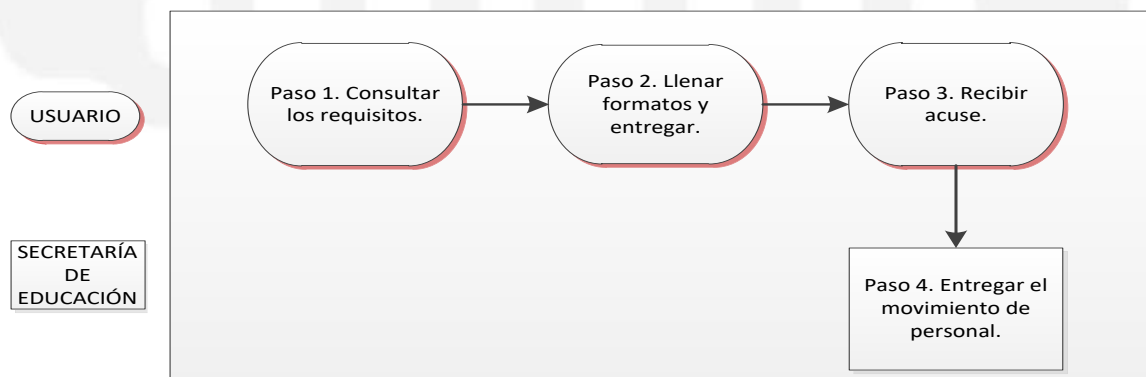 USUARIO
Paso 1. Consultar
los requisitos.
Paso 2. Llenar
formatos y
entregar.
Paso 3. Recibir
acuse.
SECRETARÍA
DE
EDUCACIÓN
Paso 4. Entregar el
movimiento de
personal.